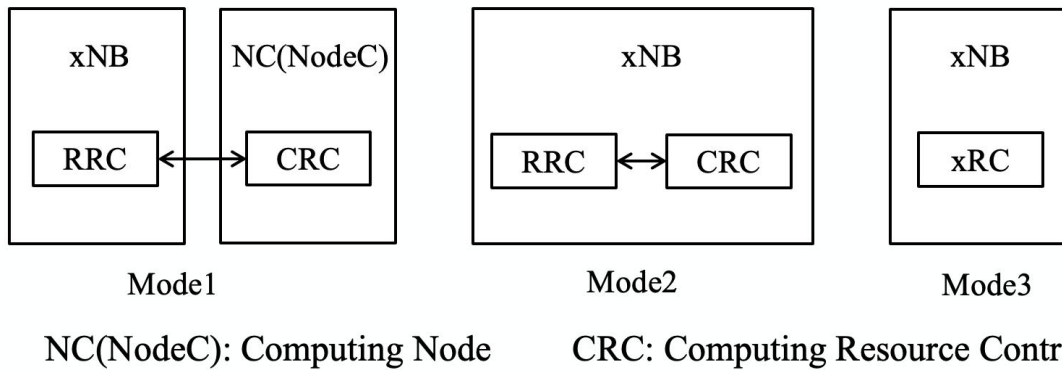 xNB NC(NodeC) xNB xNB
RRC CRC RRC CRC xRC
Mode1 Mode2 Mode3
NC(NodeC): Computing Node CRC: Computing Resource Contr